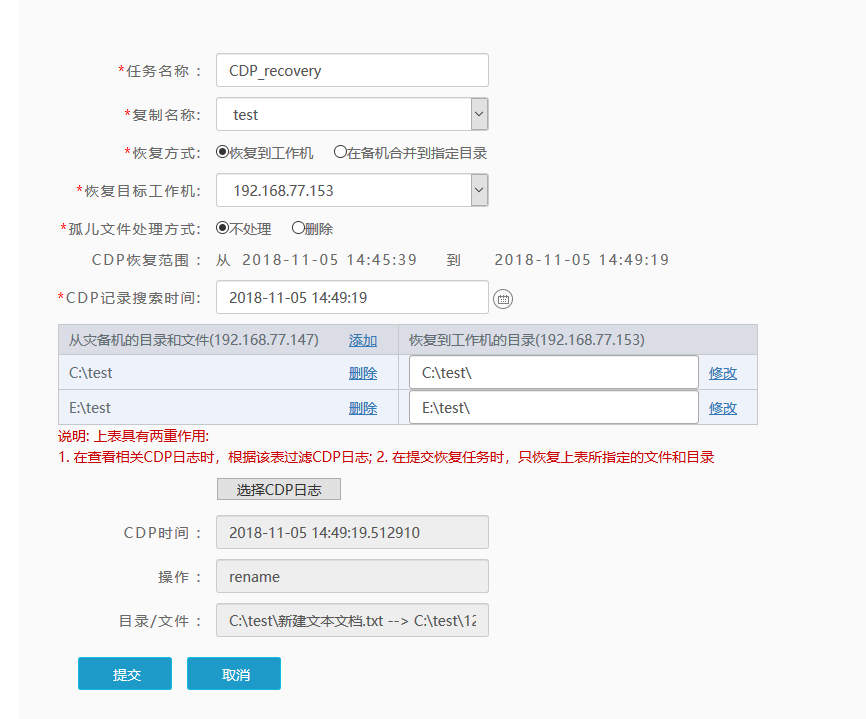 *任务名称 : CDP_recovery
*复制名称: test
*恢复方式: 恢复到工作机 在备机合并到指定目录
*恢复目标工作机: 192.168.77.153
*孤儿文件处理方式: 不处理 删除
CDP恢复范围 : 从 2018-11-05 14:45:39 到 2018-11-05 14:49:19
*CDP记录搜索时间: 2018-11-05 14:49:19
从灾备机的目录和文件(192.168.77.147) 添加 恢复到工作机的目录(192.168.77.153)
C:\test 删除 C:\test\ 修改
E:\test 删除 E:\test\ 修改
说明: 上表具有两重作用:
1. 在查看相关CDP日志时，根据该表过滤CDP日志; 2. 在提交恢复任务时，只恢复上表所指定的文件和目录
选择CDP日志
CDP时间 : 2018-11-05 14:49:19.512910
操作 : rename
目录/文件 : C:\test\新建文本文档.txt --> C:\test\12
提交 取消